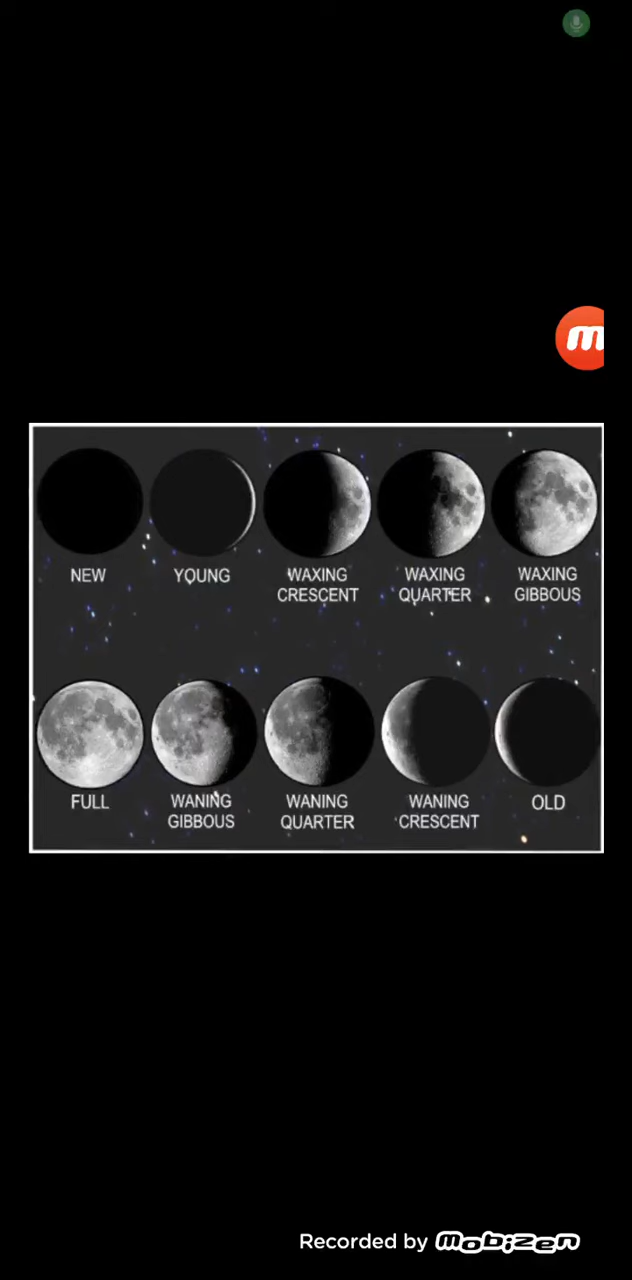 NEW
YOUNG
WAXING
CRESCENT
WAXING
QUARTER
WAXING
GIBBOUS
FULL
WANING
GIBBOUS
WANING
QUARTER
WANING
CRESCENT
OLD
Recorded by mobizen